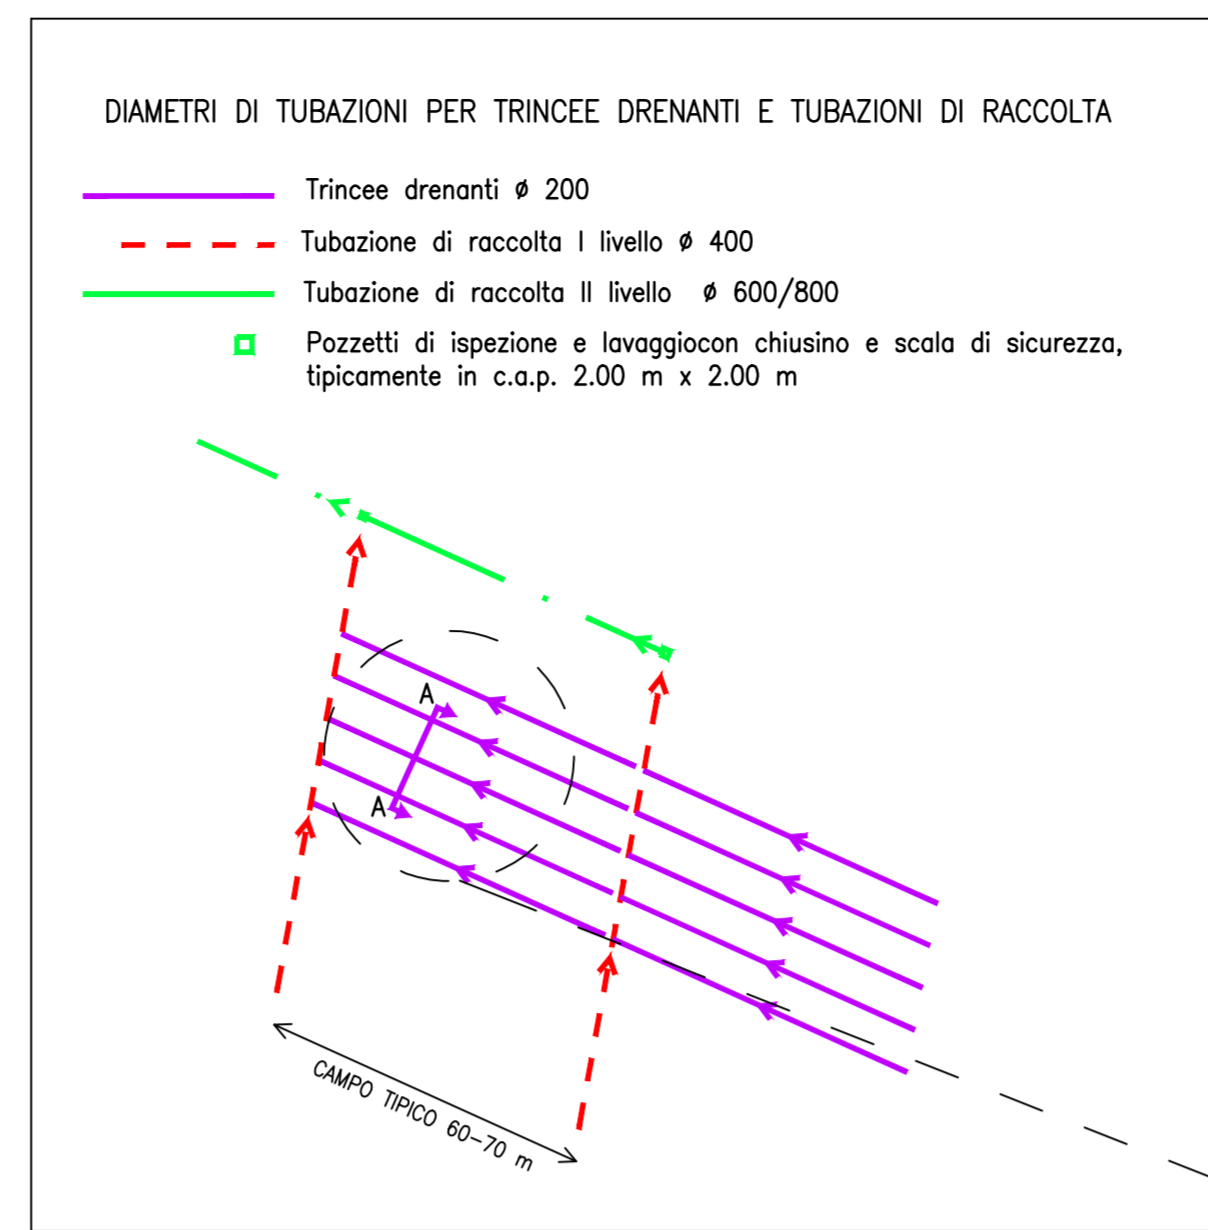 DIAMETRI DI TUBAZIONI PER TRINCEE DRENANTI E TUBAZIONI DI RACCOLTA
Trincee drenanti ø 200
Tubazione di raccolta I livello ø 400
Tubazione di raccolta II livello ø 600/800
Pozzetti di ispezione e lavaggiocon chiusino e scala di sicurezza,
tipicamente in c.a.p. 2.00 m x 2.00 m
A
A
CAMPO TIPICO 60-70 m